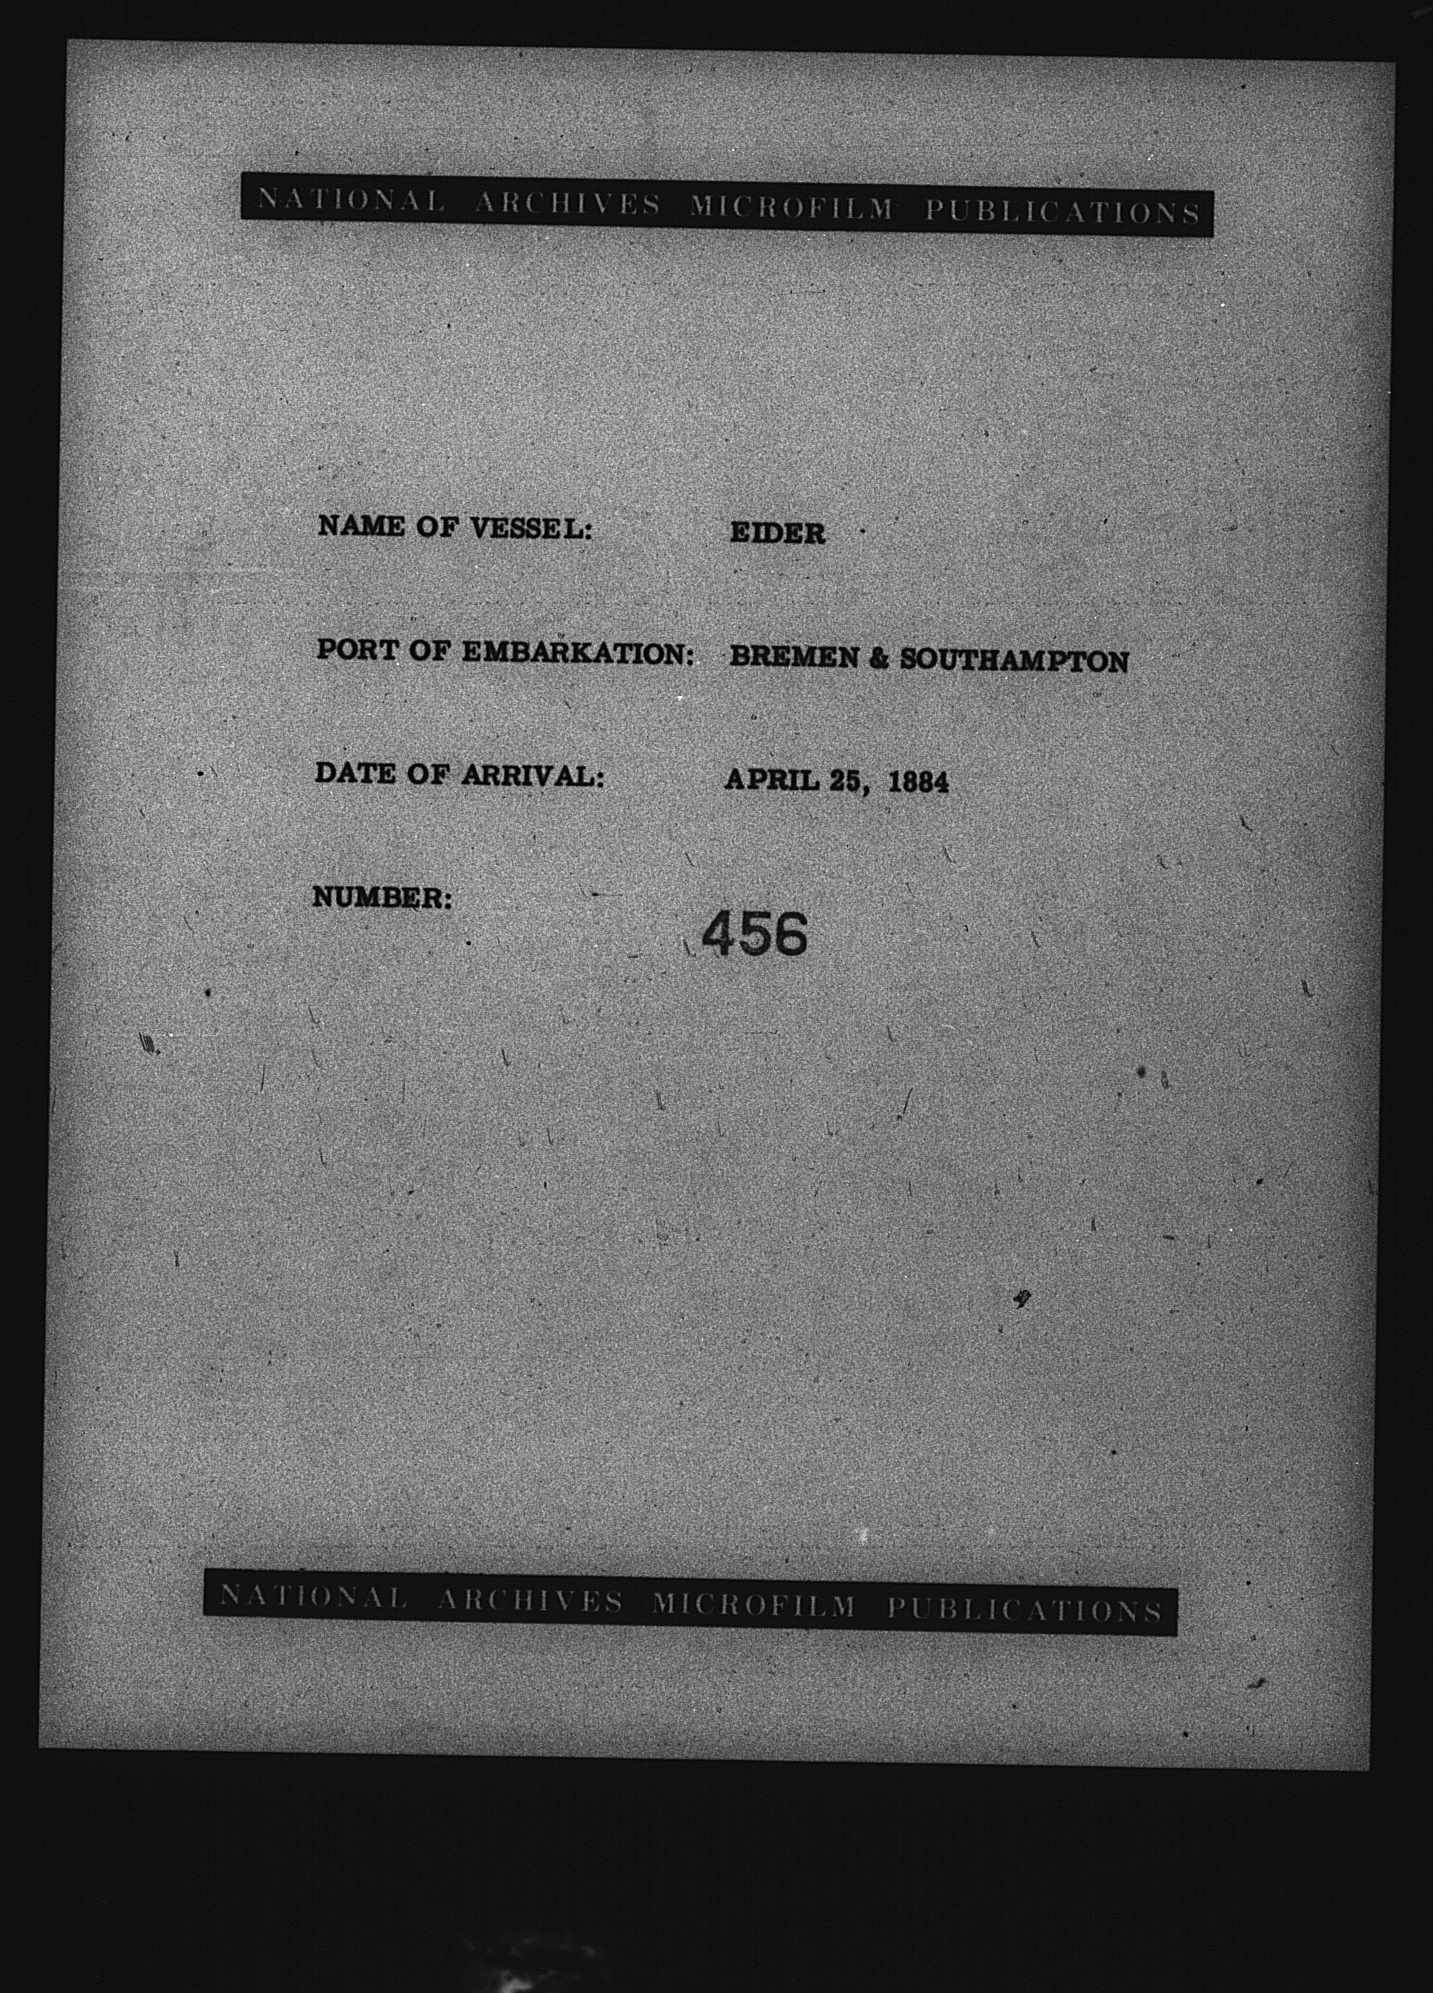 NATIONAL ARCHIVES MICROFILM PUBLICATIONS
NAME OF VESSEL: EIDER
PORT OF EMBARKATION: BREMEN & SOUTHAMPTON
DATE OF ARRIVAL: APRIL 25, 1884
NUMBER: 456
NATIONAL ARCHIVES MICROFILM PUBLICATIONS